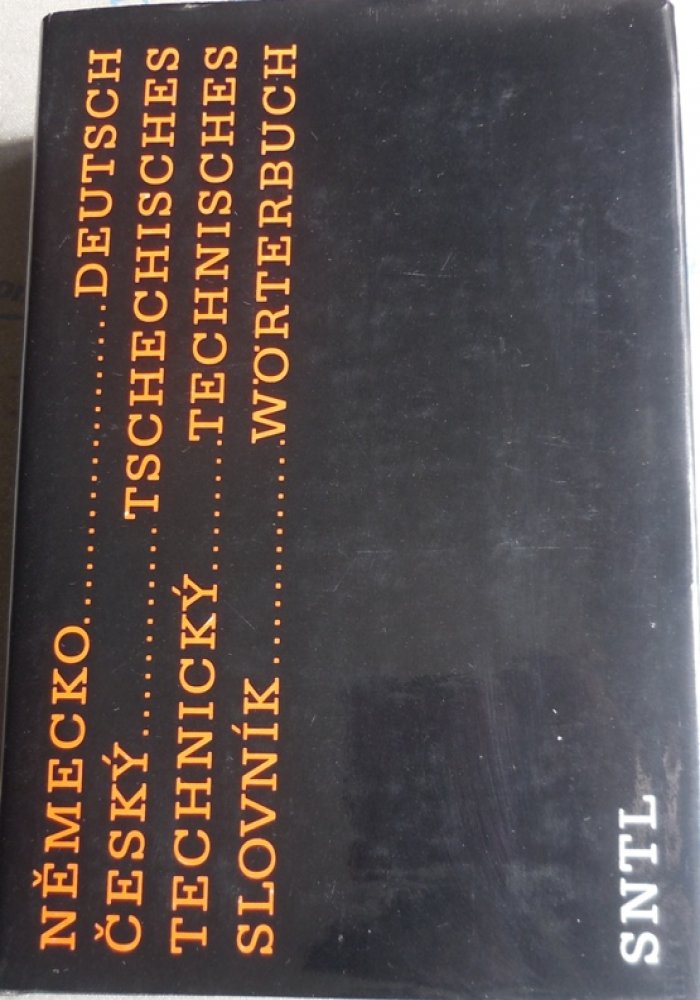 NĚMECKO....................DEUTSCH
ČESKÝ..............TSCHECHISCHES
TECHNICKÝ........TECHNISCHES
SLOVNÍK...............WÖRTERBUCH
SNTL